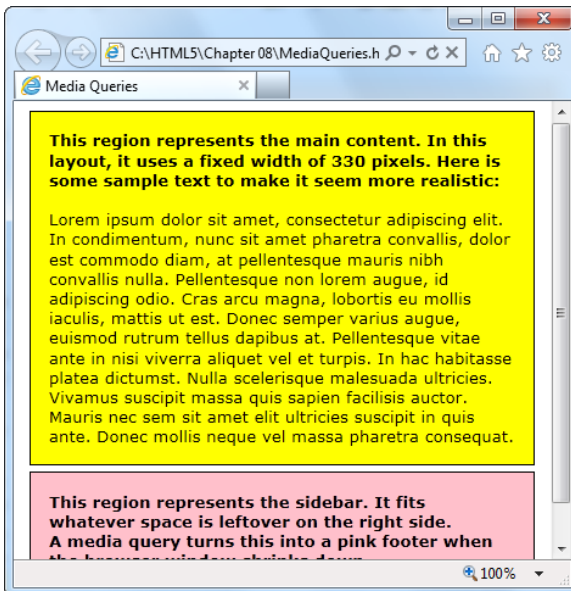 C:\HTML5\Chapter 08\MediaQueries.h
Media Queries
This region represents the main content. In this
layout, it uses a fixed width of 330 pixels. Here is
some sample text to make it seem more realistic:
Lorem ipsum dolor sit amet, consectetur adipiscing elit.
In condimentum, nunc sit amet pharetra convallis, dolor
est commodo diam, at pellentesque mauris nibh
convallis nulla. Pellentesque non lorem augue, id
adipiscing odio. Cras arcu magna, lobortis eu mollis
iaculis, mattis ut est. Donec semper varius augue,
euismod rutrum tellus dapibus at. Pellentesque vitae
ante in nisi viverra aliquet vel et turpis. In hac habitasse
platea dictumst. Nulla scelerisque malesuada ultricies.
Vivamus suscipit massa quis sapien facilisis auctor.
Mauris nec sem sit amet elit ultricies suscipit in quis
ante. Donec mollis neque vel massa pharetra consequat.
This region represents the sidebar. It fits
whatever space is leftover on the right side.
A media query turns this into a pink footer when
the browser window shrinks down
100%